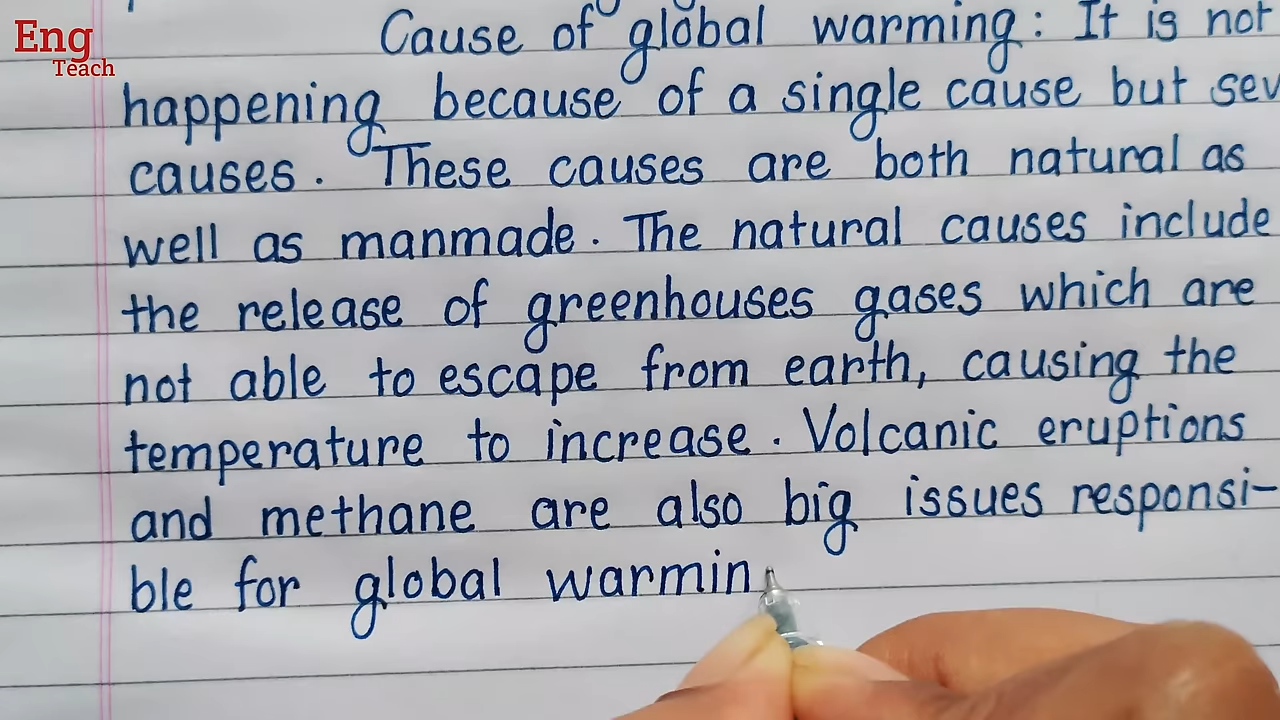 Eng
Teach
Cause of global warming: It is not
happening because of a single cause but sev
causes. These causes are both natural as
well as manmade. The natural causes include
the release of greenhouses gases which are
not able to escape from earth, causing the
temperature to increase. Volcanic eruptions
and methane are also big issues responsi-
ble for global warmin